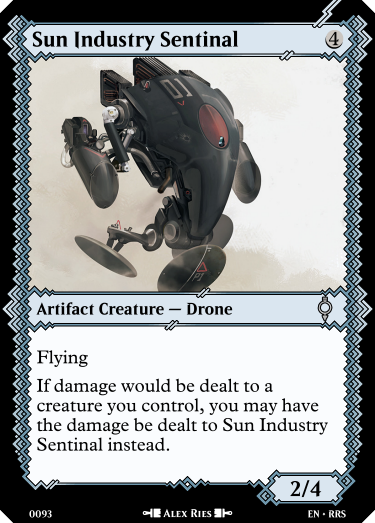 Sun Industry Sentinal 4
01
Artifact Creature — Drone
Flying
If damage would be dealt to a
creature you control, you may have
the damage be dealt to Sun Industry
Sentinal instead.
2/4
0093 Alex Ries EN • RRS